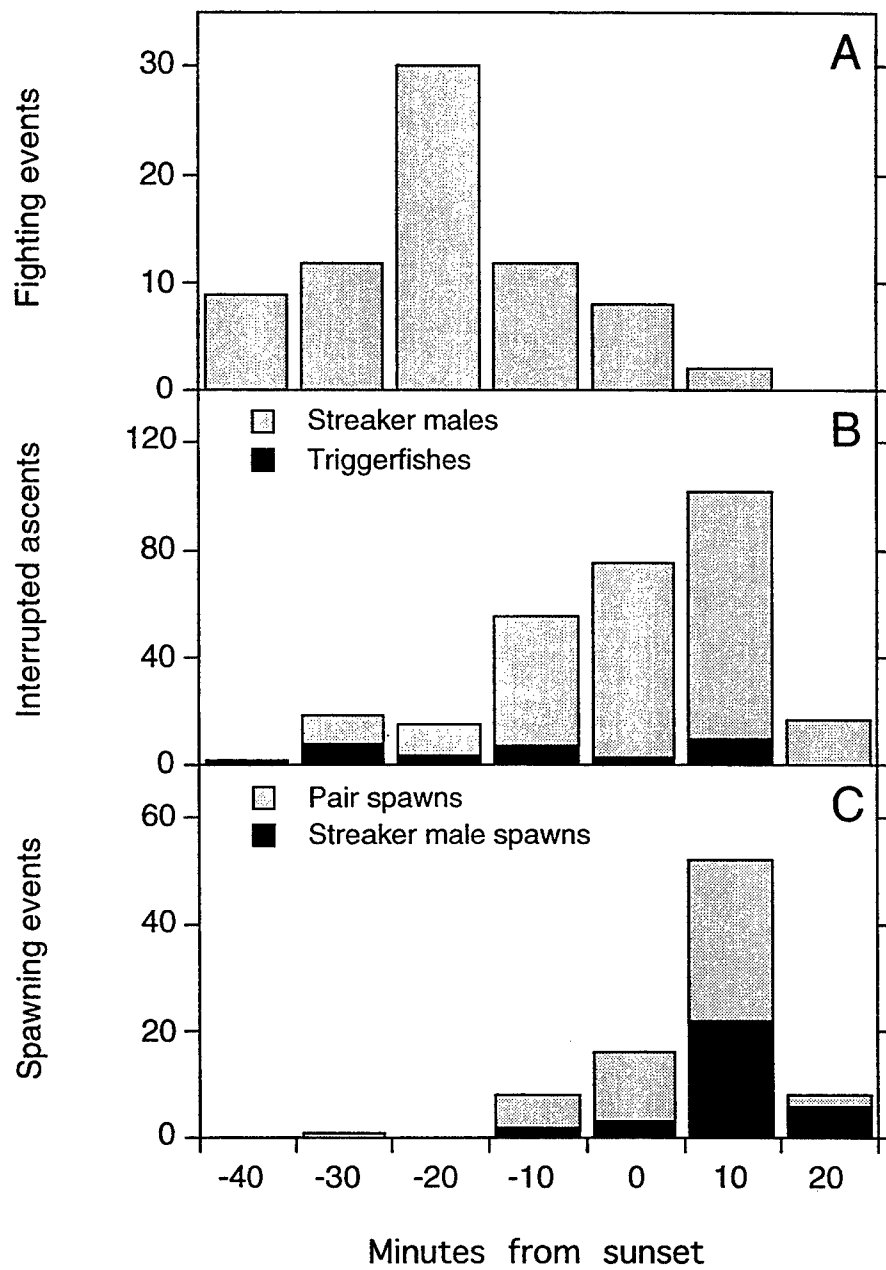 A
Fighting events
30
20
10
0
B
Streaker males
Triggerfishes
Interrupted ascents
120
80
40
0
C
Pair spawns
Streaker male spawns
Spawning events
60
40
20
0
-40 -30 -20 -10 0 10 20
Minutes from sunset